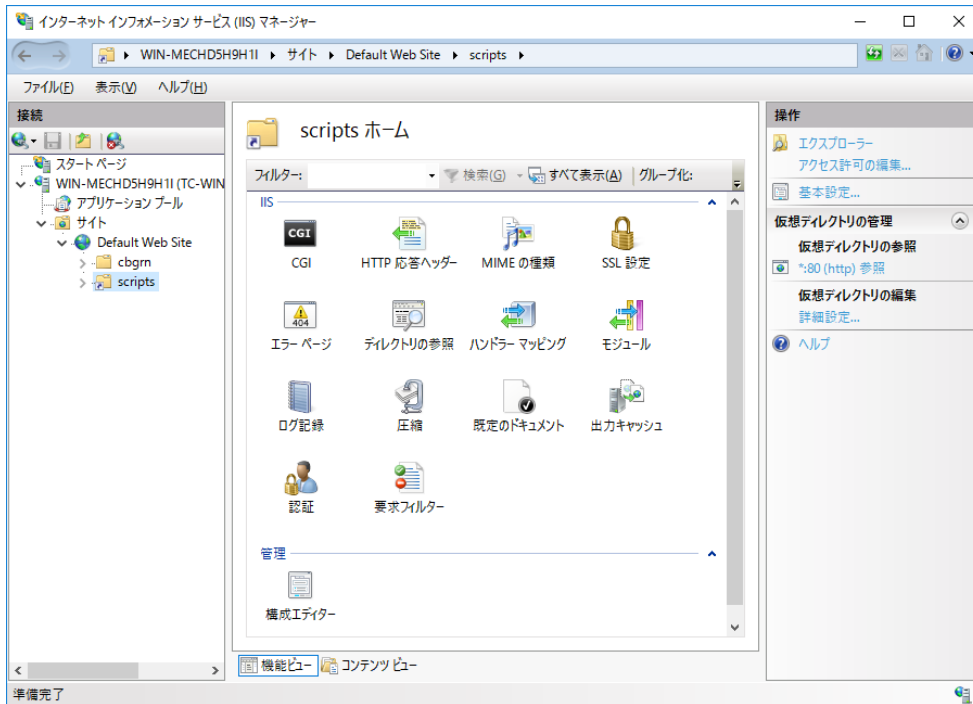 インターネット インフォメーション サービス (IIS) マネージャー
WIN-MECHD5H9H1I サイト Default Web Site scripts
ファイル(F) 表示(V) ヘルプ(H)
接続
スタート ページ
WIN-MECHD5H9H1I (TC-WIN
アプリケーション プール
サイト
Default Web Site
cbgrn
scripts
scripts ホーム
フィルター: 検索(G) すべて表示(A) グループ化:
IIS
CGI
CGI HTTP 応答ヘッダー MIME の種類 SSL 設定
404
エラー ページ ディレクトリの参照 ハンドラー マッピング モジュール
ログ記録 圧縮 既定のドキュメント 出力キャッシュ
認証 要求フィルター
管理
構成エディター
機能ビュー コンテンツ ビュー
操作
エクスプローラー
アクセス許可の編集...
基本設定...
仮想ディレクトリの管理
仮想ディレクトリの参照
*:80 (http) 参照
仮想ディレクトリの編集
詳細設定...
ヘルプ
準備完了